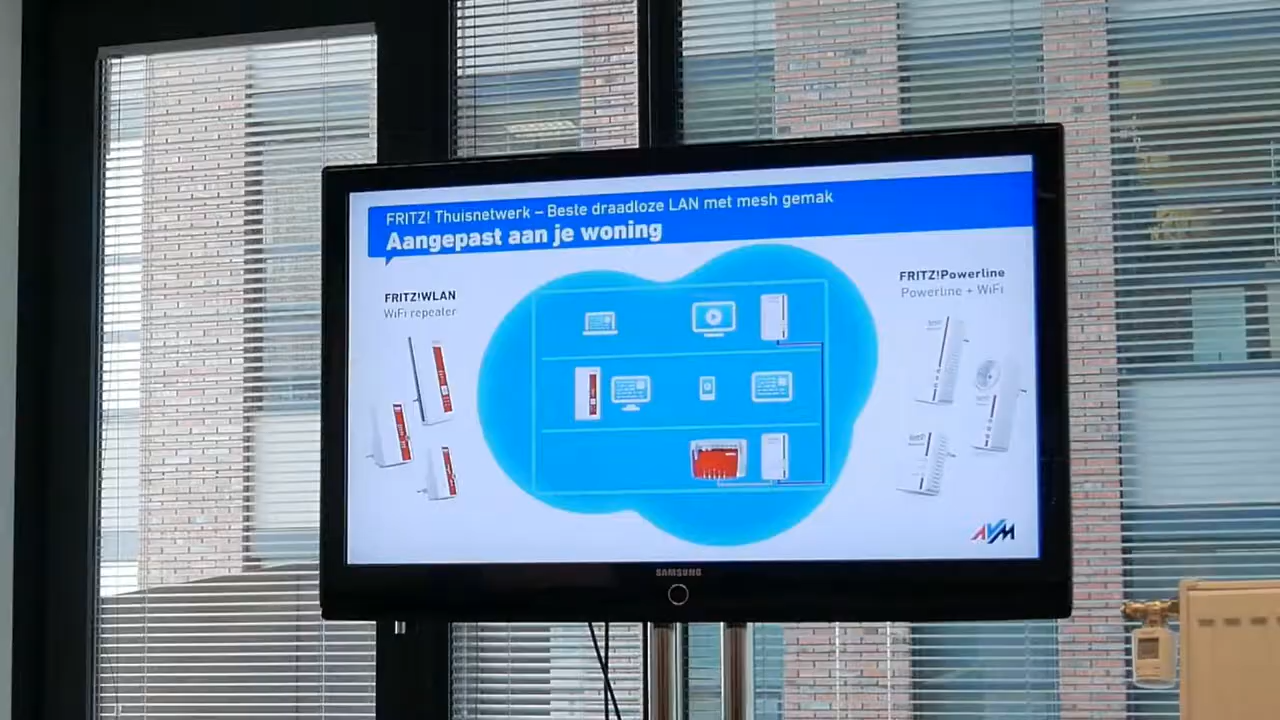 FRITZ! Thuisnetwerk – Beste draadloze LAN met mesh gemak
Aangepast aan je woning
FRITZ!WLAN
WiFi repeater
FRITZ!Powerline
Powerline + WiFi
AVM
SAMSUNG